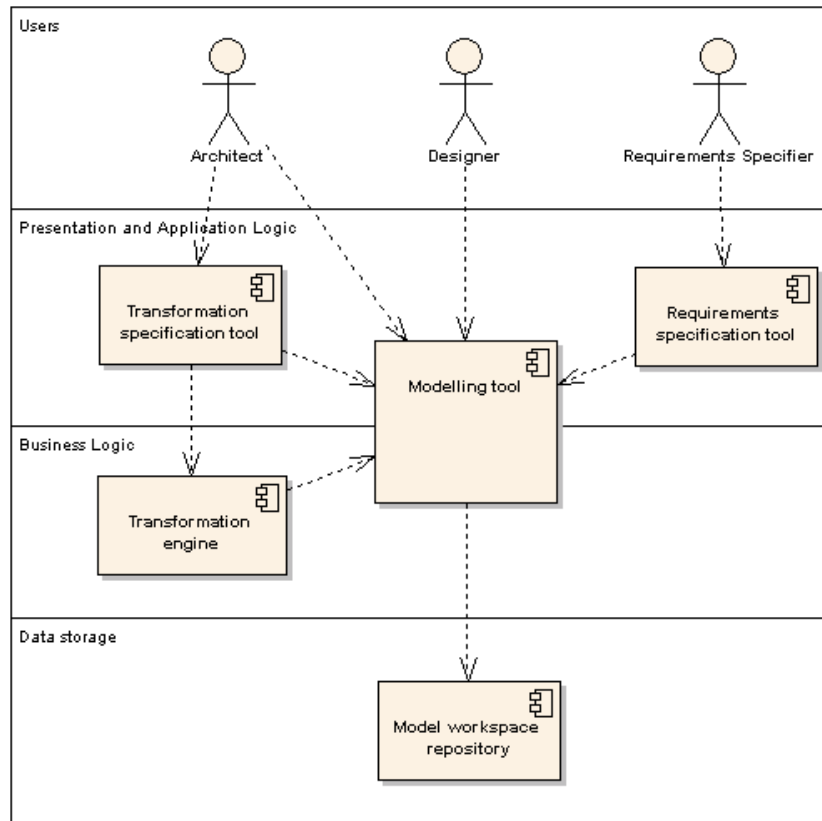 Users
Architect
Designer
Requirements Specifier
Presentation and Application Logic
Transformation
specification tool
Requirements
specification tool
Modelling tool
Business Logic
Transformation
engine
Data storage
Model workspace
repository